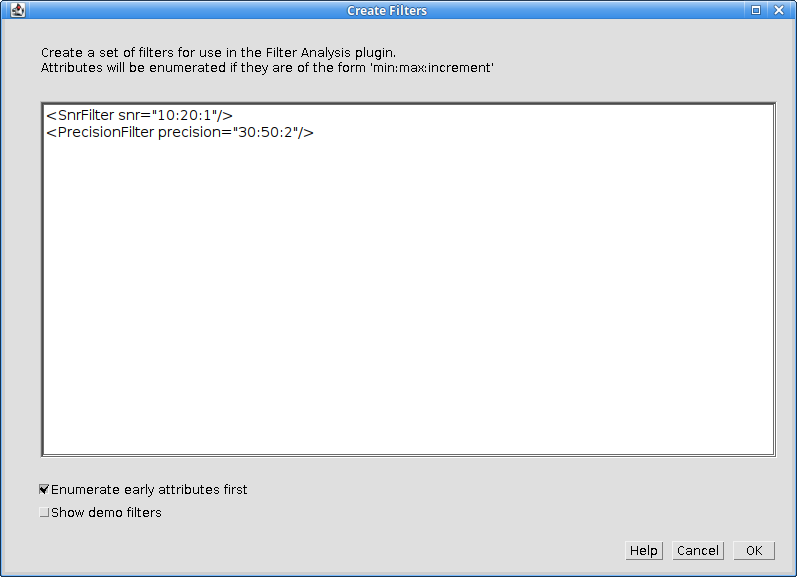 Create Filters
Create a set of filters for use in the Filter Analysis plugin.
Attributes will be enumerated if they are of the form 'min:max:increment'
<SnrFilter snr="10:20:1"/>
<PrecisionFilter precision="30:50:2"/>
Enumerate early attributes first
Show demo filters
Help Cancel OK